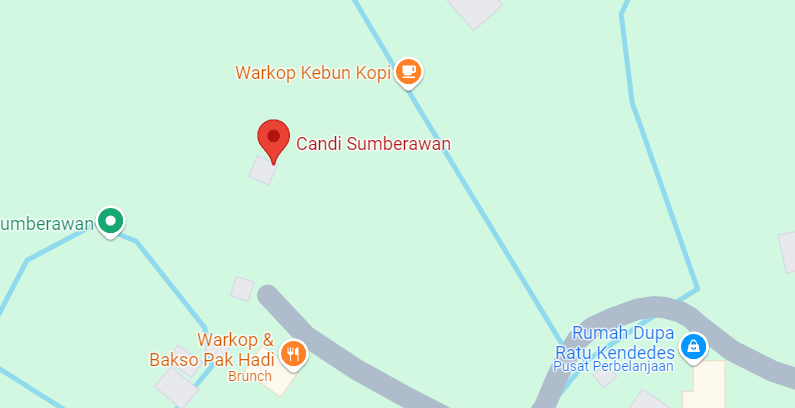 Warkop Kebun Kopi
Candi Sumberawan
umberawan
Warkop &
Bakso Pak Hadi
Brunch
Rumah Dupa
Ratu Kendedes
Pusat Perbelanjaan